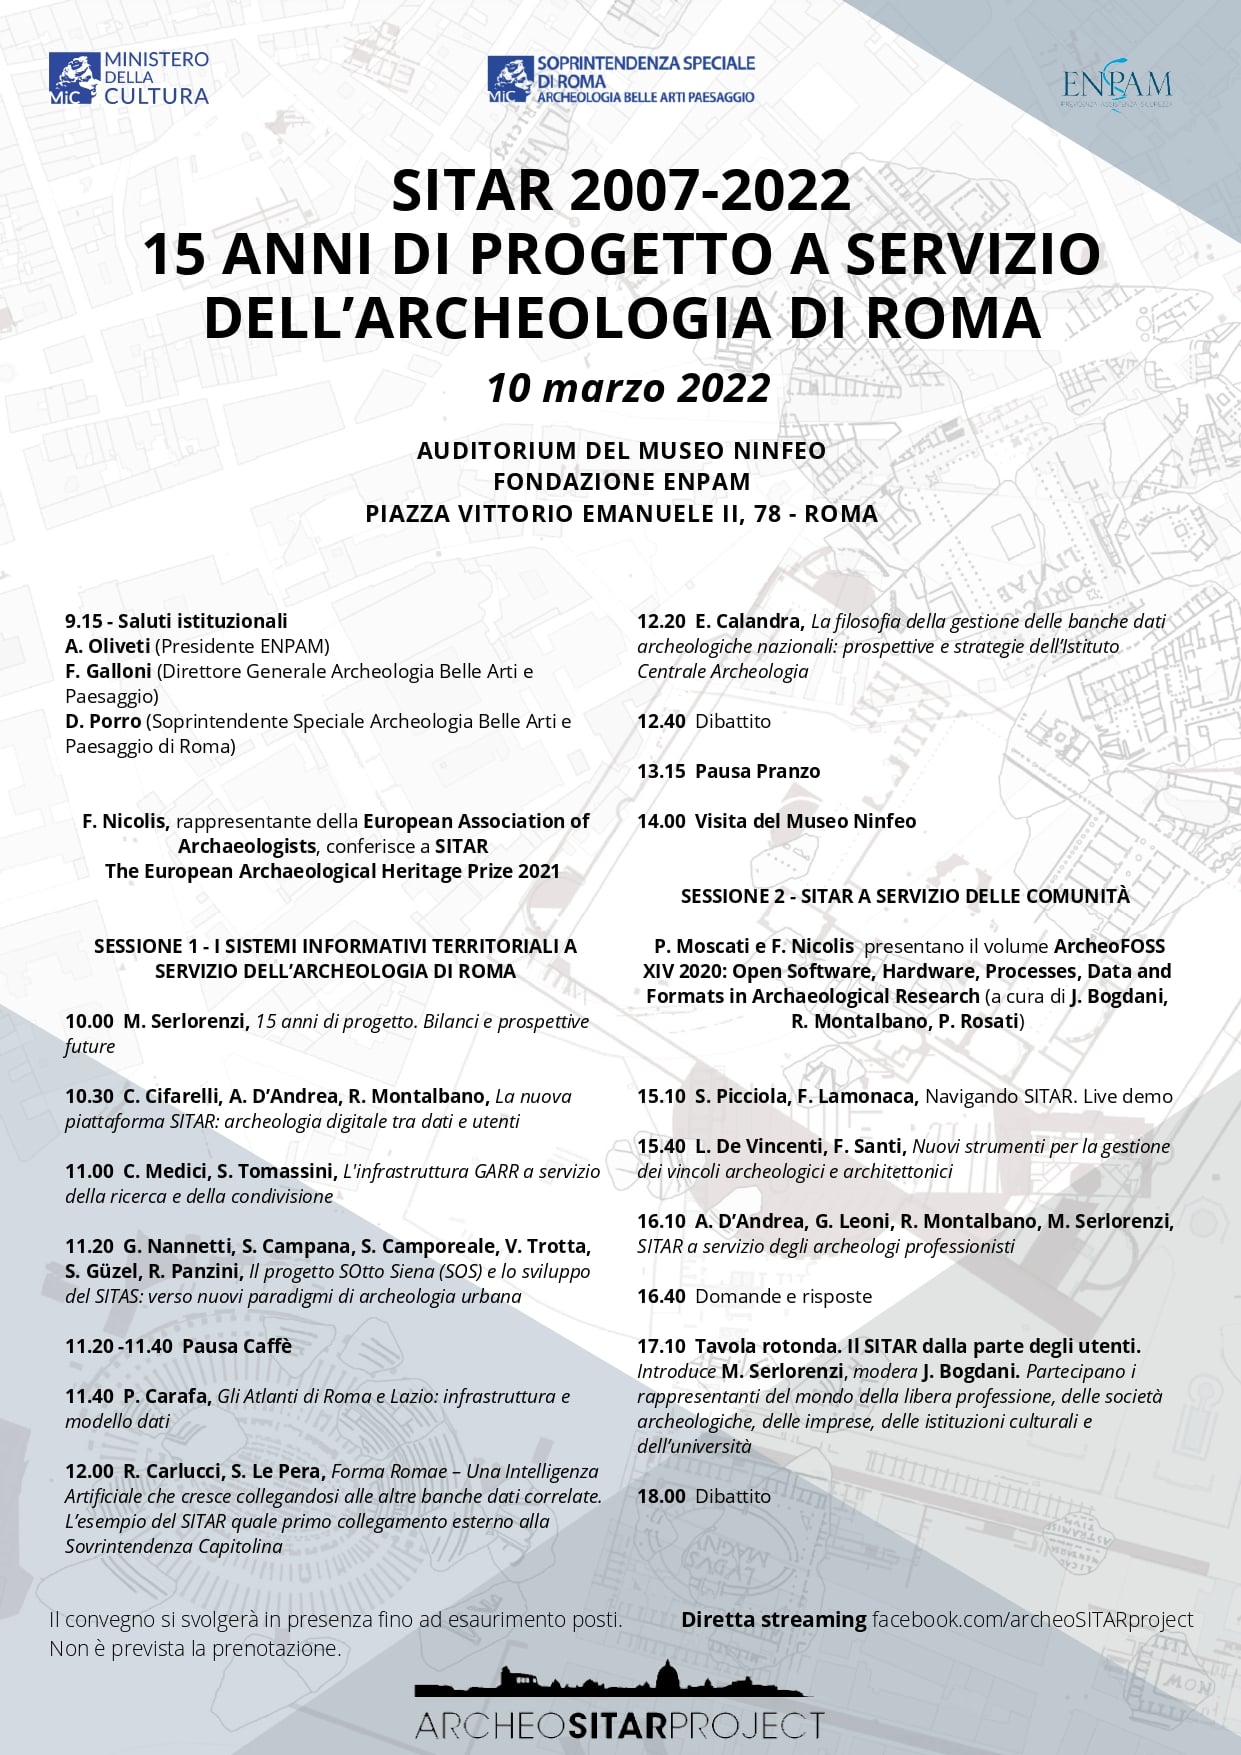 MiC
MINISTERO
DELLA
CULTURA
MiC
SOPRINTENDENZA SPECIALE
DI ROMA
ARCHEOLOGIA BELLE ARTI PAESAGGIO
ENPAM
PREVIDENZA ASSISTENZA SICUREZZA
SITAR 2007-2022
15 ANNI DI PROGETTO A SERVIZIO
DELL’ARCHEOLOGIA DI ROMA
10 marzo 2022
AUDITORIUM DEL MUSEO NINFEO
FONDAZIONE ENPAM
PIAZZA VITTORIO EMANUELE II, 78 - ROMA
9.15 - Saluti istituzionali
A. Oliveti (Presidente ENPAM)
F. Galloni (Direttore Generale Archeologia Belle Arti e
Paesaggio)
D. Porro (Soprintendente Speciale Archeologia Belle Arti e
Paesaggio di Roma)
F. Nicolis, rappresentante della European Association of
Archaeologists, conferisce a SITAR
The European Archaeological Heritage Prize 2021
SESSIONE 1 - I SISTEMI INFORMATIVI TERRITORIALI A
SERVIZIO DELL’ARCHEOLOGIA DI ROMA
10.00 M. Serlorenzi, 15 anni di progetto. Bilanci e prospettive
future
10.30 C. Cifarelli, A. D’Andrea, R. Montalbano, La nuova
piattaforma SITAR: archeologia digitale tra dati e utenti
11.00 C. Medici, S. Tomassini, L'infrastruttura GARR a servizio
della ricerca e della condivisione
11.20 G. Nannetti, S. Campana, S. Camporeale, V. Trotta,
S. Güzel, R. Panzini, Il progetto SOtto Siena (SOS) e lo sviluppo
del SITAS: verso nuovi paradigmi di archeologia urbana
11.20 -11.40 Pausa Caffè
11.40 P. Carafa, Gli Atlanti di Roma e Lazio: infrastruttura e
modello dati
12.00 R. Carlucci, S. Le Pera, Forma Romae – Una Intelligenza
Artificiale che cresce collegandosi alle altre banche dati correlate.
L’esempio del SITAR quale primo collegamento esterno alla
Sovrintendenza Capitolina
12.20 E. Calandra, La filosofia della gestione delle banche dati
archeologiche nazionali: prospettive e strategie dell’Istituto
Centrale Archeologia
12.40 Dibattito
13.15 Pausa Pranzo
14.00 Visita del Museo Ninfeo
SESSIONE 2 - SITAR A SERVIZIO DELLE COMUNITÀ
P. Moscati e F. Nicolis presentano il volume ArcheoFOSS
XIV 2020: Open Software, Hardware, Processes, Data and
Formats in Archaeological Research (a cura di J. Bogdani,
R. Montalbano, P. Rosati)
15.10 S. Picciola, F. Lamonaca, Navigando SITAR. Live demo
15.40 L. De Vincenti, F. Santi, Nuovi strumenti per la gestione
dei vincoli archeologici e architettonici
16.10 A. D’Andrea, G. Leoni, R. Montalbano, M. Serlorenzi,
SITAR a servizio degli archeologi professionisti
16.40 Domande e risposte
17.10 Tavola rotonda. Il SITAR dalla parte degli utenti.
Introduce M. Serlorenzi, modera J. Bogdani. Partecipano i
rappresentanti del mondo della libera professione, delle società
archeologiche, delle imprese, delle istituzioni culturali e
dell’università
18.00 Dibattito
Il convegno si svolgerà in presenza fino ad esaurimento posti.
Non è prevista la prenotazione.
Diretta streaming facebook.com/archeoSITARproject
ARCHEOSITARPROJECT
PORTICVS
LIVIAE
LVDVS
MAGNVS